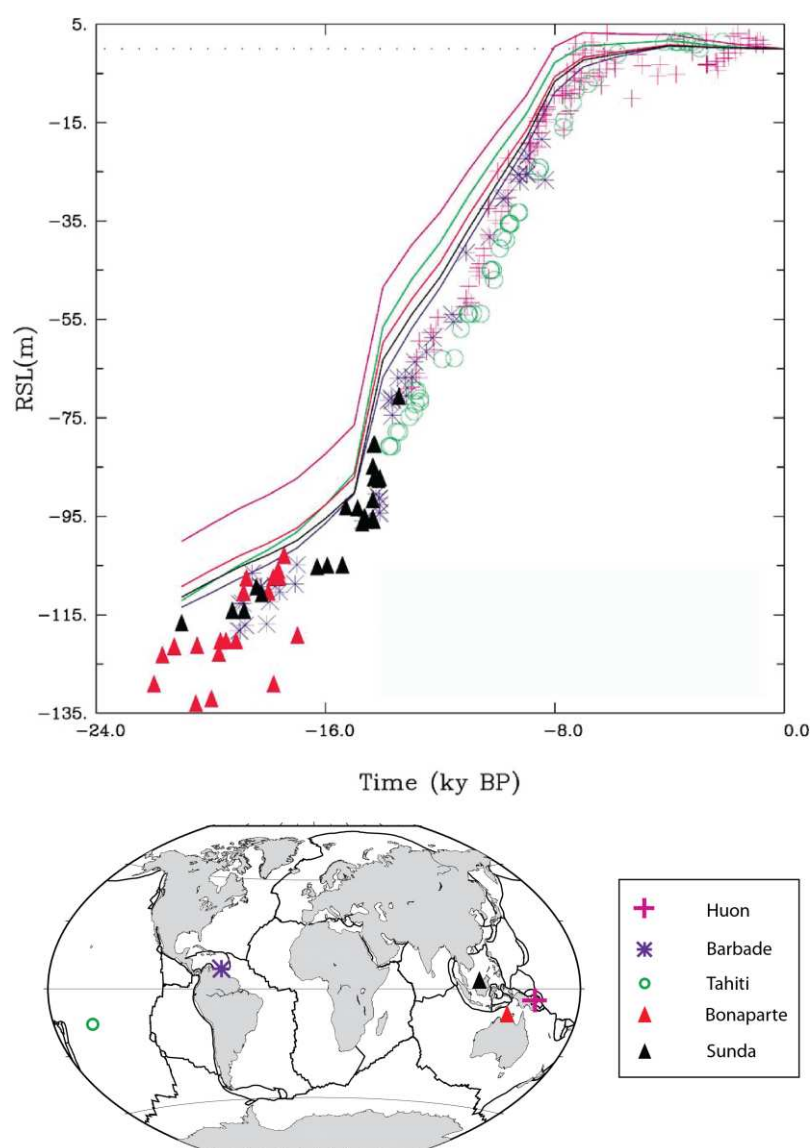 5.
-15.
-35.
-55.
-75.
-95.
-115.
-135.
RSL(m)
-24.0
-16.0
-8.0
0.0
Time (ky BP)
Huon
Barbade
Tahiti
Bonaparte
Sunda